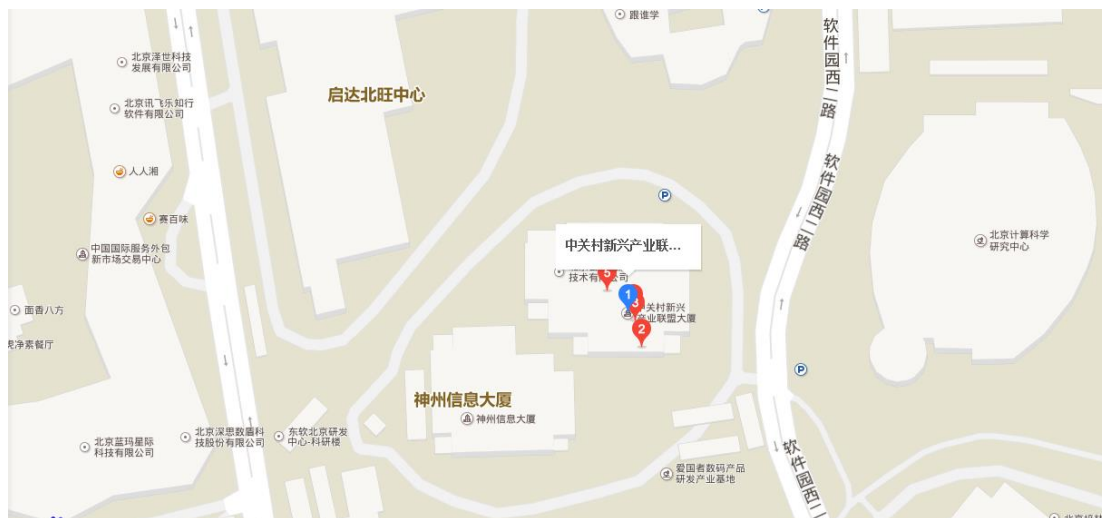 跟谁学
北京泽世科技
发展有限公司
北京讯飞乐知行
软件有限公司
启达北旺中心
人人湘
赛百味
中国国际服务外包
新市场交易中心
面香八方
虎净素餐厅
软件园西二路
软件园西二路
P
中关村新兴产业联...
技术有限公司
5
1
3
2
中关村新兴
产业联盟大厦
北京计算科学
研究中心
P
神州信息大厦
神州信息大厦
北京蓝玛星际
科技有限公司
北京深思数盾科
技股份有限公司
东软北京研发
中心-科研楼
爱国者数码产品
研发产业基地
软件园西二